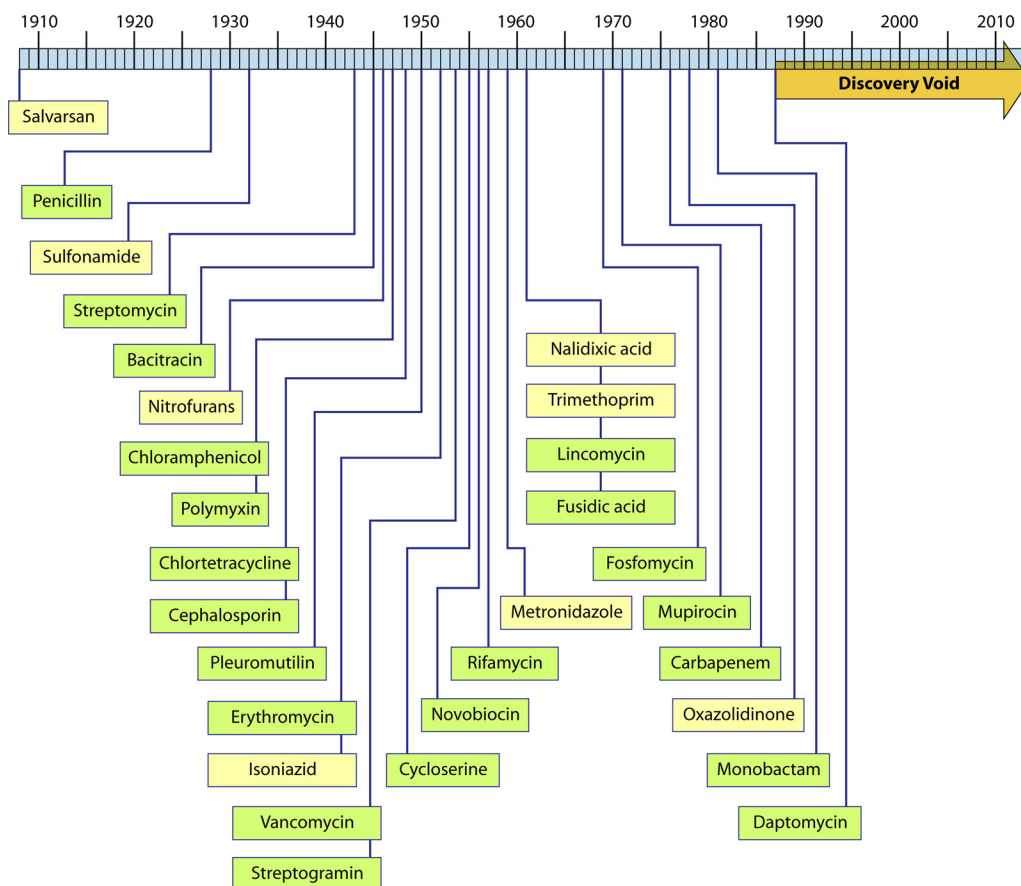 1910 1920 1930 1940 1950 1960 1970 1980 1990 2000 2010
Discovery Void
Salvarsan
Penicillin
Sulfonamide
Streptomycin
Bacitracin
Nitrofurans
Chloramphenicol
Polymyxin
Chlortetracycline
Cephalosporin
Pleuromutilin
Erythromycin
Isoniazid
Vancomycin
Streptogramin
Cycloserine
Novobiocin
Rifamycin
Metronidazole
Nalidixic acid
Trimethoprim
Lincomycin
Fusidic acid
Fosfomycin
Mupirocin
Carbapenem
Oxazolidinone
Monobactam
Daptomycin